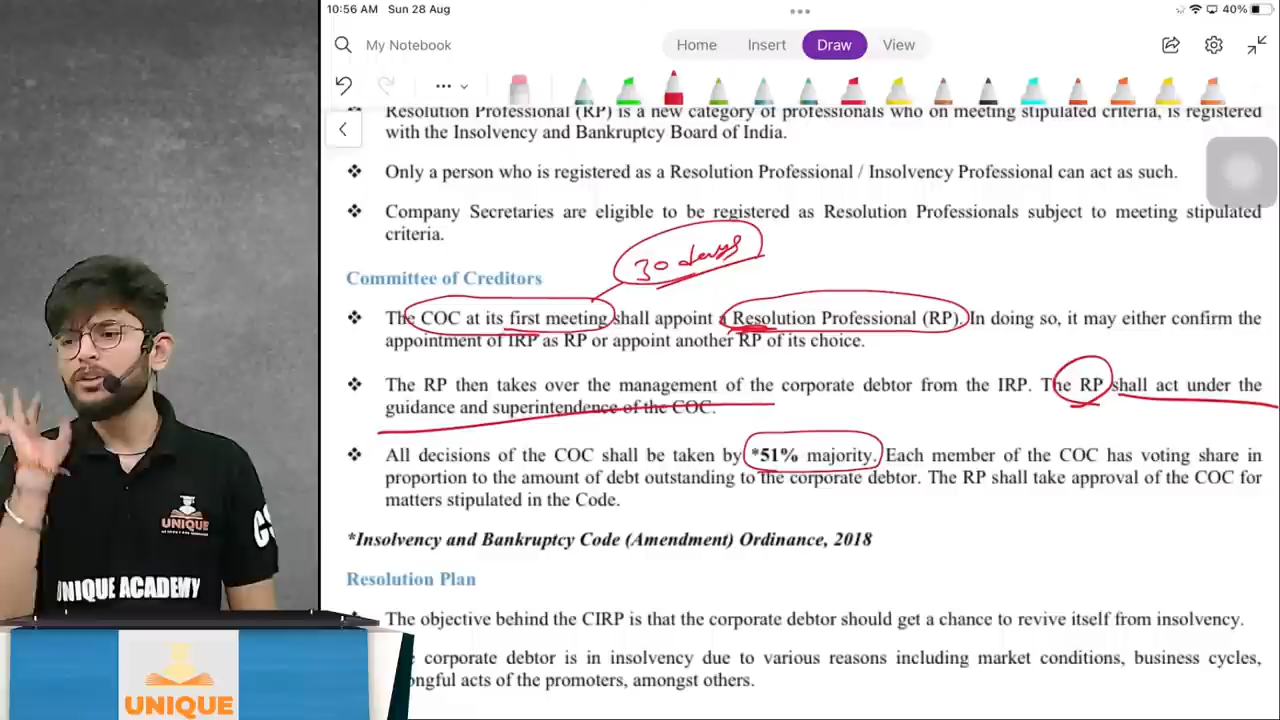 10:56 AM Sun 28 Aug
40%
My Notebook
Home Insert Draw View
Resolution Professional (RP) is a new category of professionals who on meeting stipulated criteria, is registered
with the Insolvency and Bankruptcy Board of India.
❖ Only a person who is registered as a Resolution Professional / Insolvency Professional can act as such.
❖ Company Secretaries are eligible to be registered as Resolution Professionals subject to meeting stipulated
criteria.
30 days
Committee of Creditors
❖ The COC at its first meeting shall appoint a Resolution Professional (RP). In doing so, it may either confirm the
appointment of IRP as RP or appoint another RP of its choice.
❖ The RP then takes over the management of the corporate debtor from the IRP. The RP shall act under the
guidance and superintendence of the COC.
❖ All decisions of the COC shall be taken by *51% majority. Each member of the COC has voting share in
proportion to the amount of debt outstanding to the corporate debtor. The RP shall take approval of the COC for
matters stipulated in the Code.
*Insolvency and Bankruptcy Code (Amendment) Ordinance, 2018
Resolution Plan
The objective behind the CIRP is that the corporate debtor should get a chance to revive itself from insolvency.
corporate debtor is in insolvency due to various reasons including market conditions, business cycles,
of the promoters, amongst others.
UNIQUE
CS
UNIQUE ACADEMY
UNIQUE